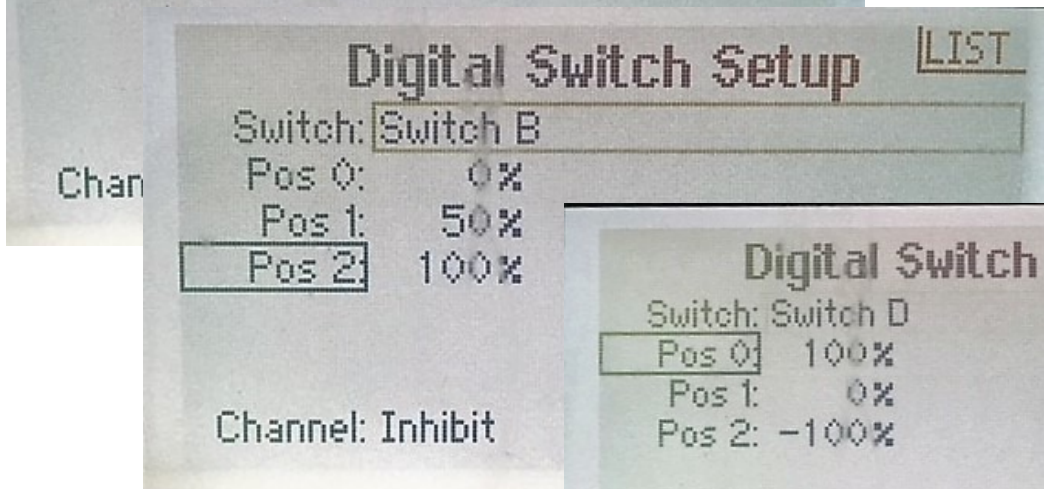 Chan
Digital Switch Setup
LIST
Switch: Switch B
Pos 0: 0%
Pos 1: 50%
Pos 2: 100%
Channel: Inhibit
Digital Switch
Switch: Switch D
Pos 0: 100%
Pos 1: 0%
Pos 2: -100%